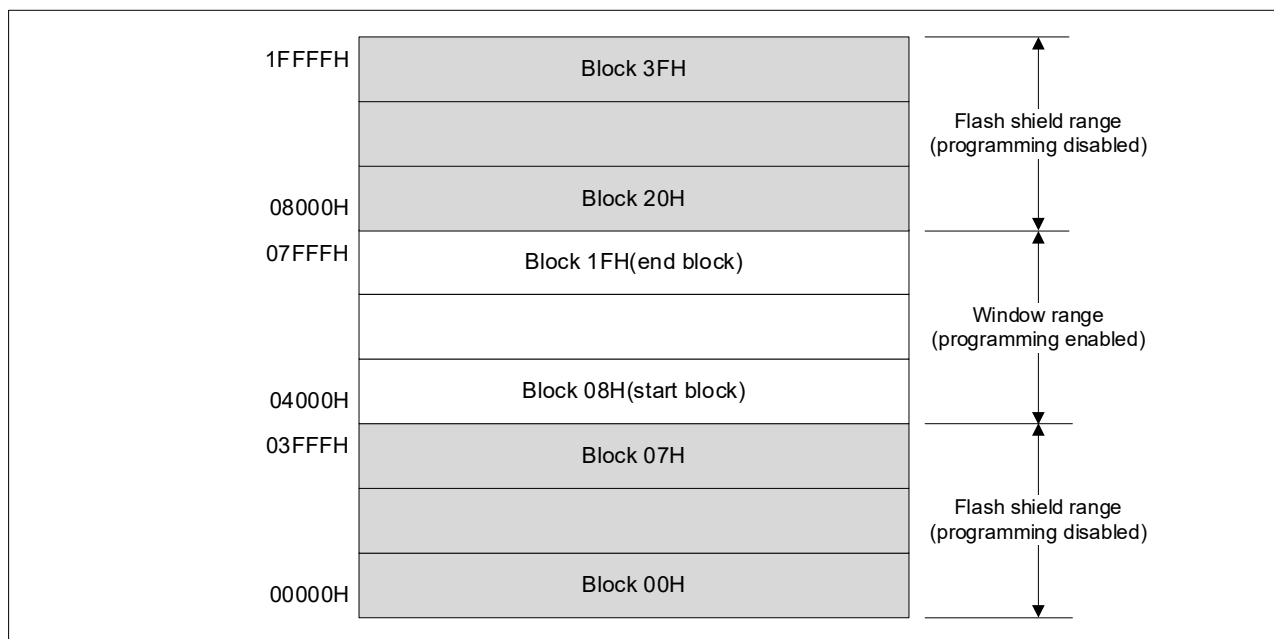 1FFFFH
Block 3FH
Flash shield range
(programming disabled)
Block 20H
08000H
07FFFH
Block 1FH(end block)
Window range
(programming enabled)
Block 08H(start block)
04000H
03FFFH
Block 07H
Flash shield range
(programming disabled)
Block 00H
00000H